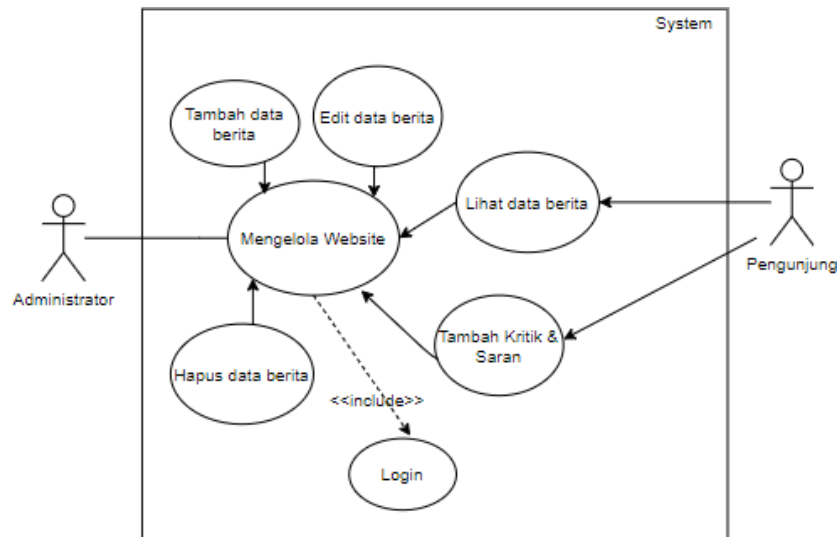 System
Tambah data
berita
Edit data berita
Lihat data berita
Mengelola Website
Administrator
Pengunjung
Tambah Kritik &
Saran
Hapus data berita
<<include>>
Login